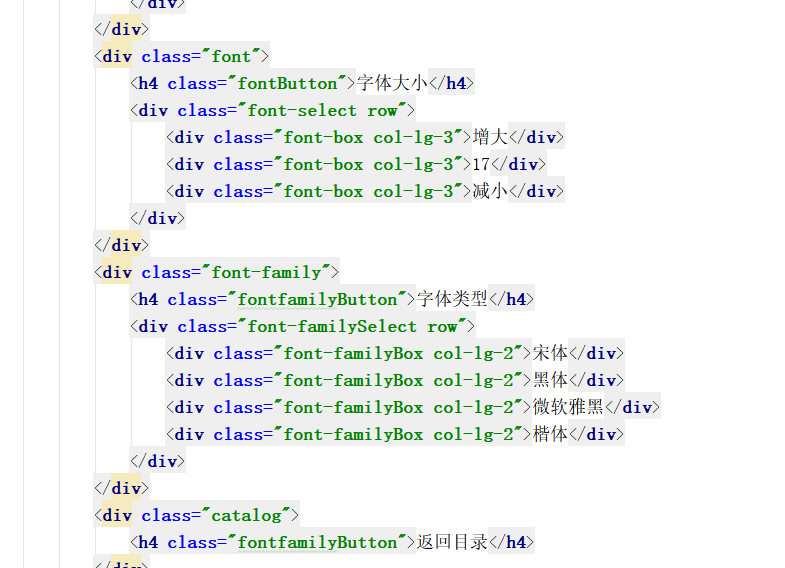 </div>
</div>
<div class="font">
<h4 class="fontButton">字体大小</h4>
<div class="font-select row">
<div class="font-box col-lg-3">增大</div>
<div class="font-box col-lg-3">17</div>
<div class="font-box col-lg-3">减小</div>
</div>
</div>
<div class="font-family">
<h4 class="fontfamilyButton">字体类型</h4>
<div class="font-familySelect row">
<div class="font-familyBox col-lg-2">宋体</div>
<div class="font-familyBox col-lg-2">黑体</div>
<div class="font-familyBox col-lg-2">微软雅黑</div>
<div class="font-familyBox col-lg-2">楷体</div>
</div>
</div>
<div class="catalog">
<h4 class="fontfamilyButton">返回目录</h4>
</div>